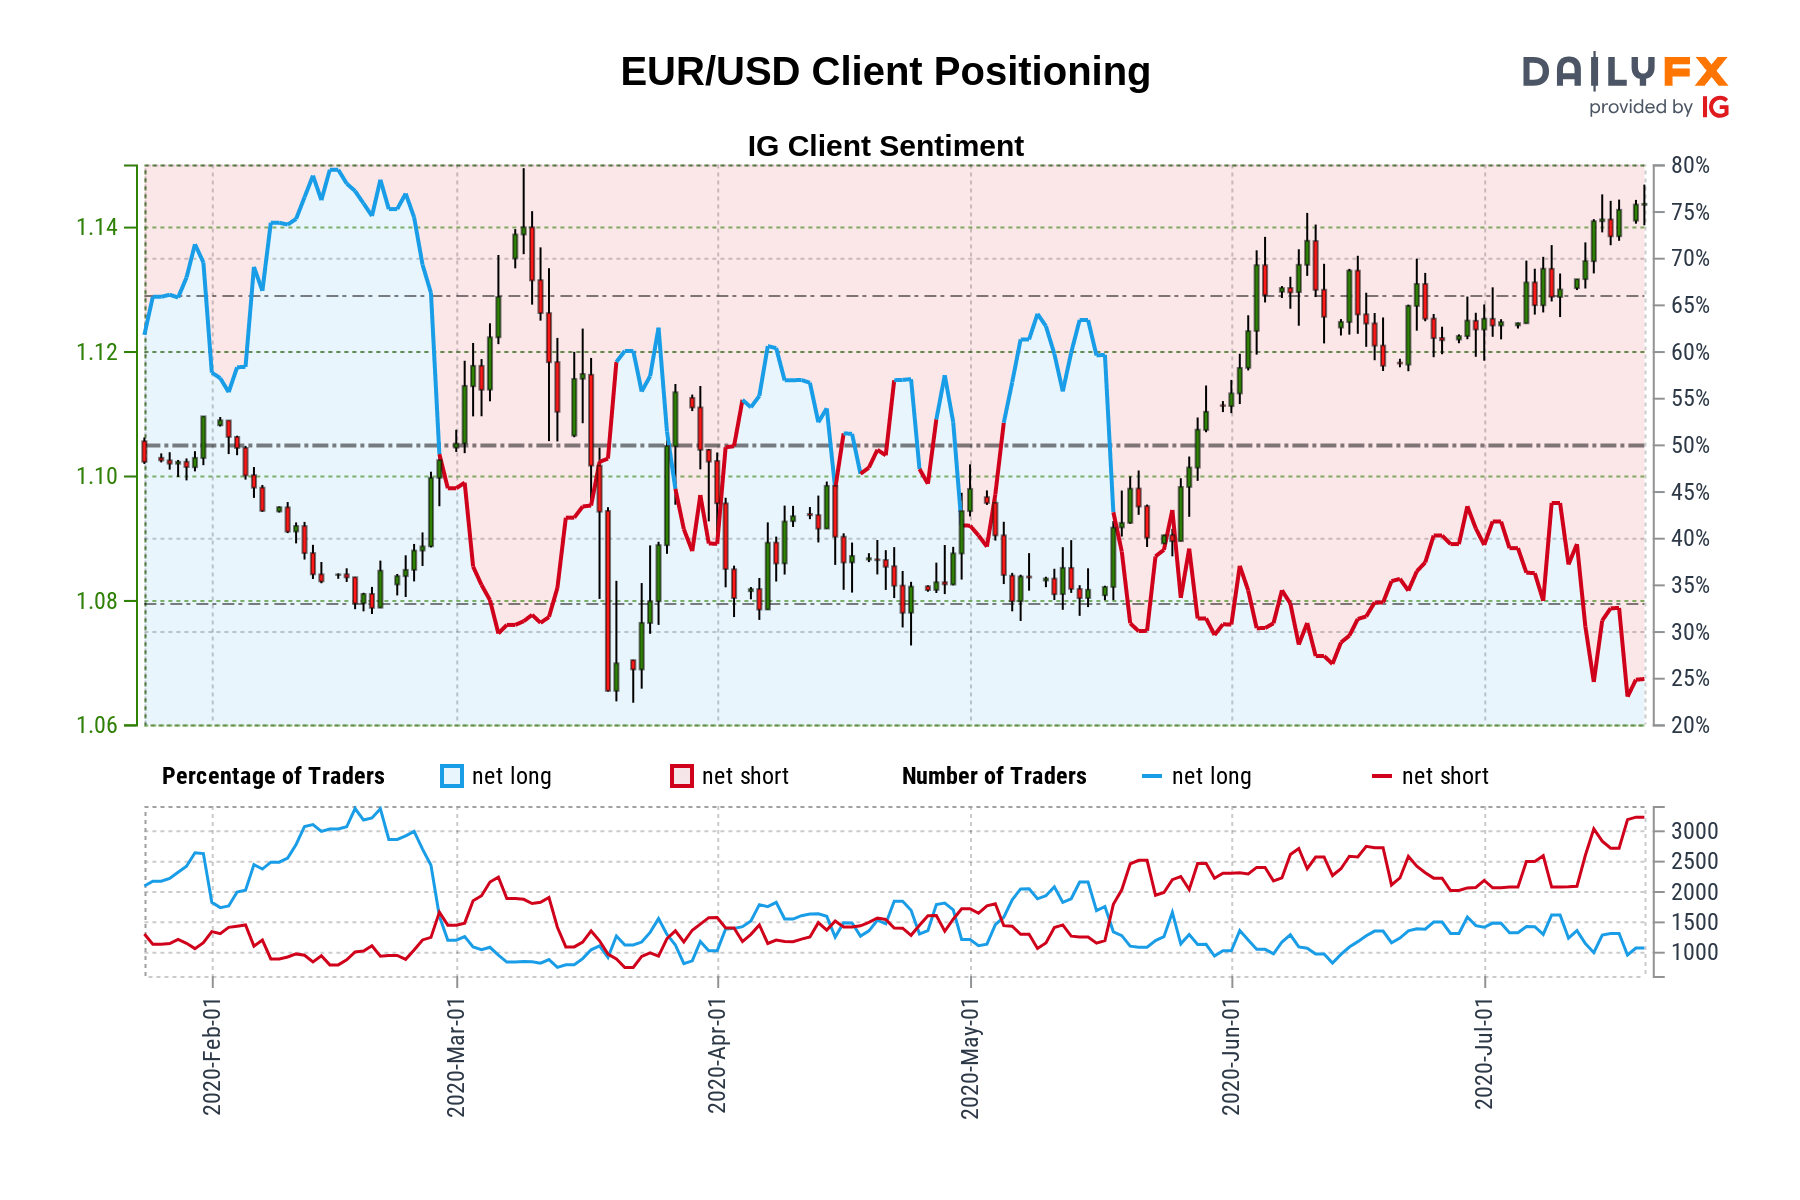 EUR/USD Client Positioning
DAILYFX
provided by IG
IG Client Sentiment
1.14
1.12
1.10
1.08
1.06
80%
75%
70%
65%
60%
55%
50%
45%
40%
35%
30%
25%
20%
Percentage of Traders net long net short Number of Traders net long net short
3000
2500
2000
1500
1000
2020-Feb-01
2020-Mar-01
2020-Apr-01
2020-May-01
2020-Jun-01
2020-Jul-01